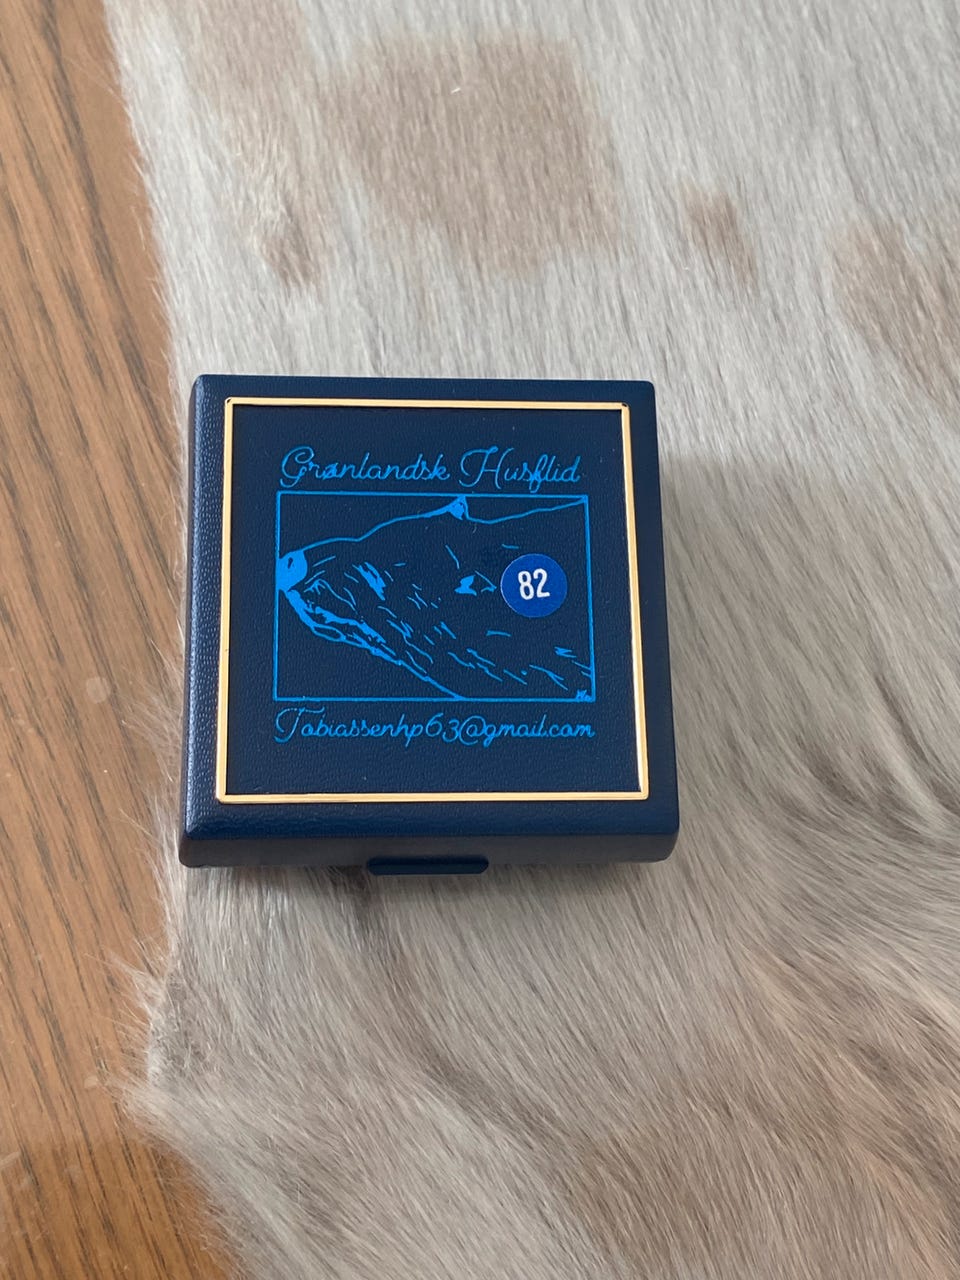 Grønlandsk Husflid
82
Tobiassenhp63@gmail.com